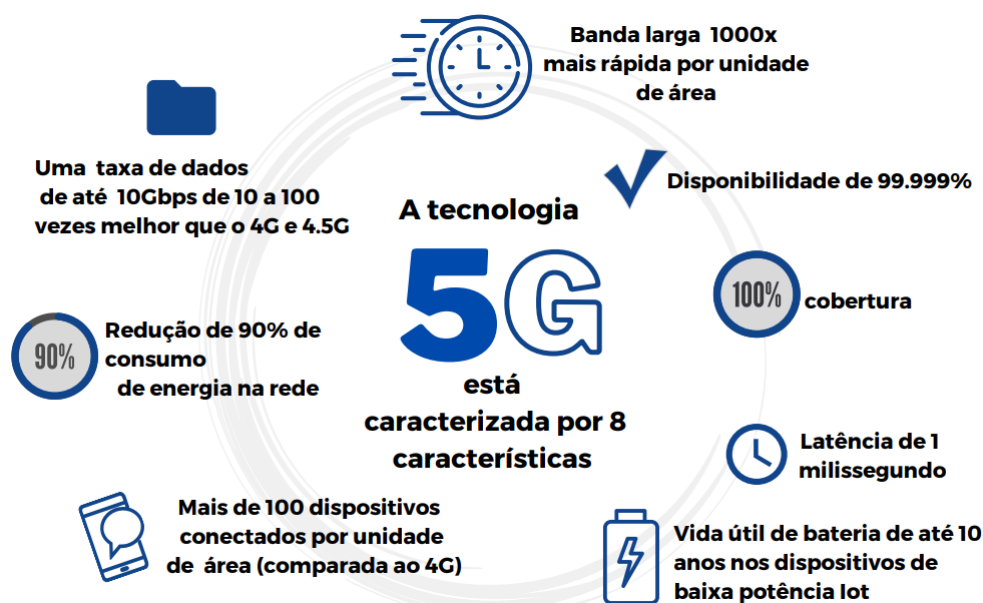 Banda larga 1000x
mais rápida por unidade
de área
Uma taxa de dados
de até 10Gbps de 10 a 100
vezes melhor que o 4G e 4.5G
Disponibilidade de 99.999%
A tecnologia
5G
está
caracterizada por 8
características
100%
cobertura
90%
Redução de 90% de
consumo
de energia na rede
Latência de 1
milissegundo
Mais de 100 dispositivos
conectados por unidade
de área (comparada ao 4G)
Vida útil de bateria de até 10
anos nos dispositivos de
baixa potência Iot